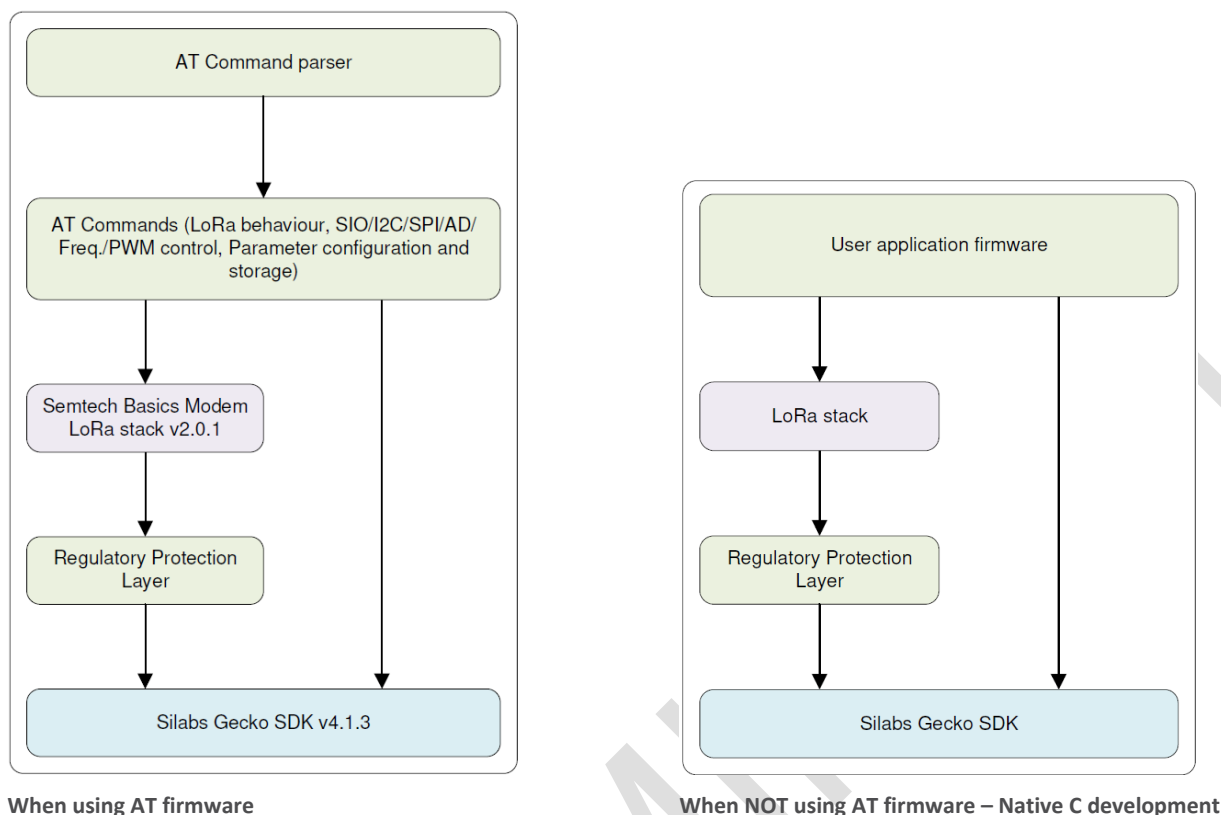 AT Command parser
AT Commands (LoRa behaviour, SIO/I2C/SPI/AD/
Freq./PWM control, Parameter configuration and
storage)
Semtech Basics Modem
LoRa stack v2.0.1
Regulatory Protection
Layer
Silabs Gecko SDK v4.1.3
When using AT firmware
User application firmware
LoRa stack
Regulatory Protection
Layer
Silabs Gecko SDK
When NOT using AT firmware – Native C development